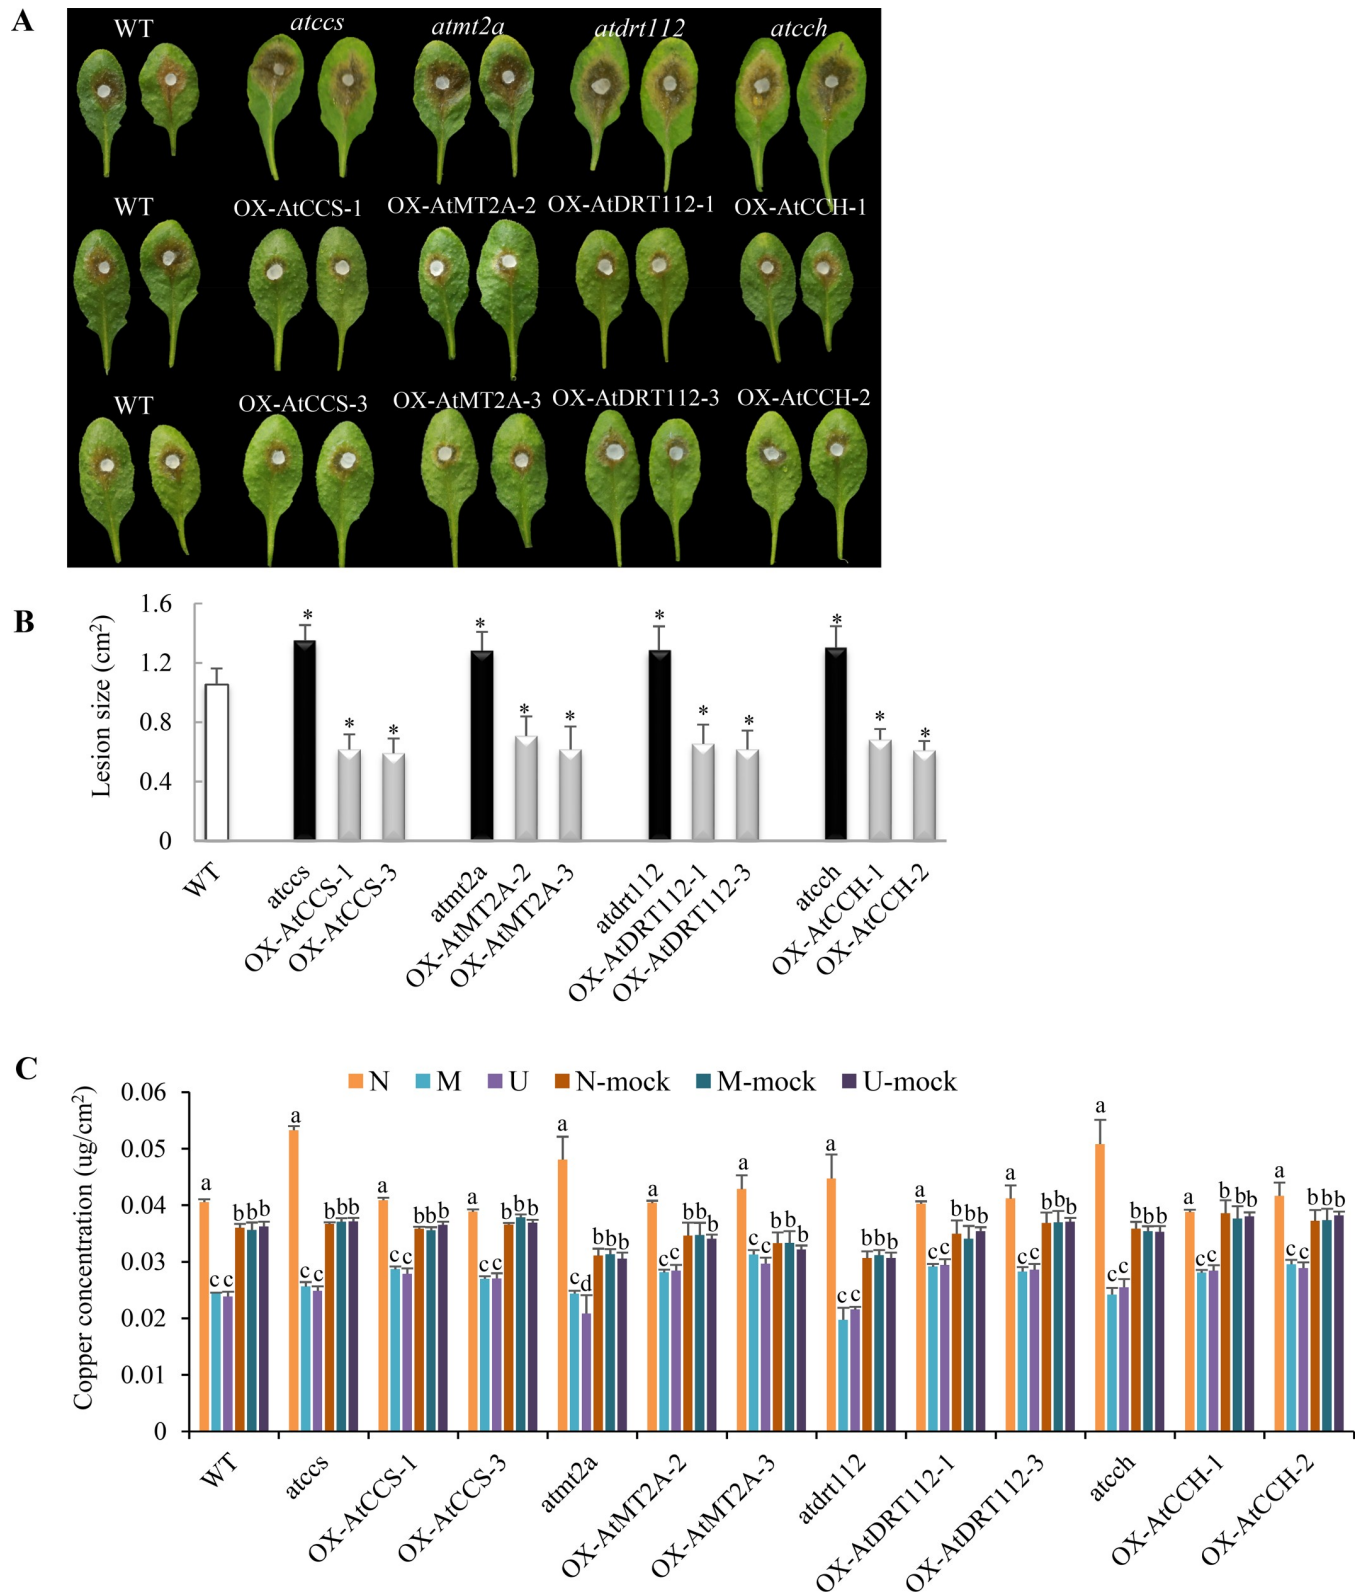 A
WT atccs atmt2a atdrt112 atcch
WT OX-AtCCS-1 OX-AtMT2A-2 OX-AtDRT112-1 OX-AtCCH-1
WT OX-AtCCS-3 OX-AtMT2A-3 OX-AtDRT112-3 OX-AtCCH-2
B
Lesion size (cm²)
1.6
1.2
0.8
0.4
0
* * * * * * * * * * * *
WT atccs OX-AtCCS-1 OX-AtCCS-3 atmt2a OX-AtMT2A-2 OX-AtMT2A-3 atdrt112 OX-AtDRT112-1 OX-AtDRT112-3 atcch OX-AtCCH-1 OX-AtCCH-2
C
N M U N-mock M-mock U-mock
Copper concentration (ug/cm²)
0.06
0.05
0.04
0.03
0.02
0.01
0
a c c b b b a c c b b b a c c b b b a c c b b b a c d b b b a c c b b b a c c b b b a c c b b b a c c b b b a c c b b b a c c b b b a c c b b b a c c b b b
WT atccs OX-AtCCS-1 OX-AtCCS-3 atmt2a OX-AtMT2A-2 OX-AtMT2A-3 atdrt112 OX-AtDRT112-1 OX-AtDRT112-3 atcch OX-AtCCH-1 OX-AtCCH-2